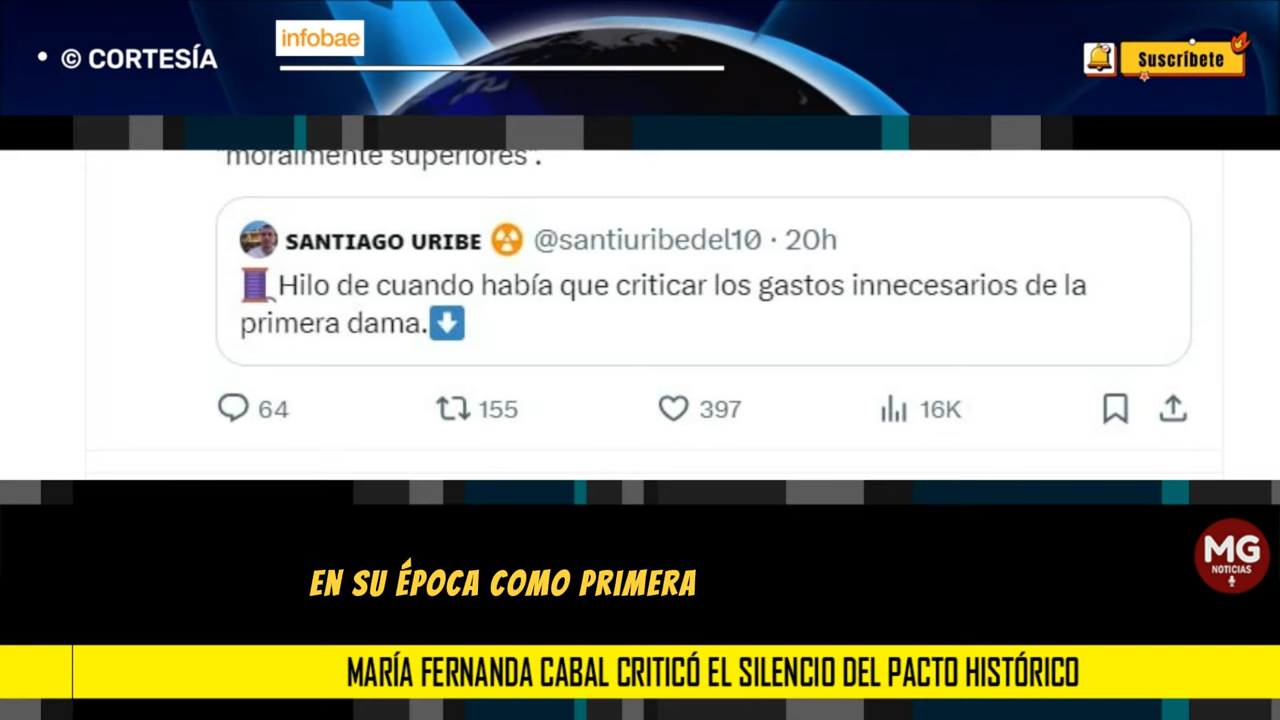 • © CORTESÍA
infobae
Suscríbete
"moralmente superiores".
SANTIAGO URIBE @santiuribedel10 · 20h
Hilo de cuando había que criticar los gastos innecesarios de la
primera dama.
64 155 397 16K
EN SU ÉPOCA COMO PRIMERA
MG
NOTICIAS
MARÍA FERNANDA CABAL CRITICÓ EL SILENCIO DEL PACTO HISTÓRICO